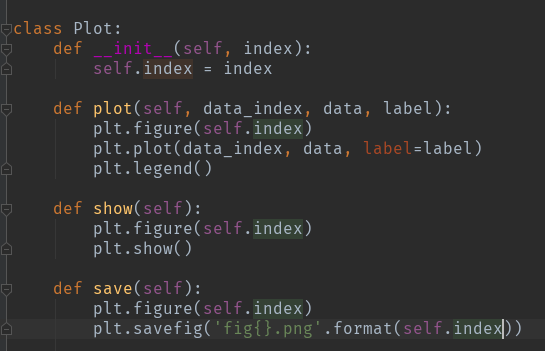 class Plot:
    def __init__(self, index):
        self.index = index

    def plot(self, data_index, data, label):
        plt.figure(self.index)
        plt.plot(data_index, data, label=label)
        plt.legend()

    def show(self):
        plt.figure(self.index)
        plt.show()

    def save(self):
        plt.figure(self.index)
        plt.savefig('fig{}.png'.format(self.index))